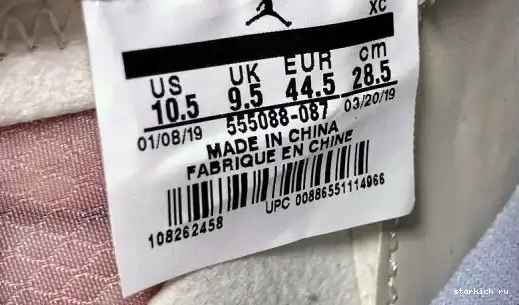 XC
US UK EUR cm
10.5 9.5 44.5 28.5
01/08/19 555088-087 03/20/19
MADE IN CHINA
FABRIQUE EN CHINE
108262458 UPC 00886551114966
starkick ru